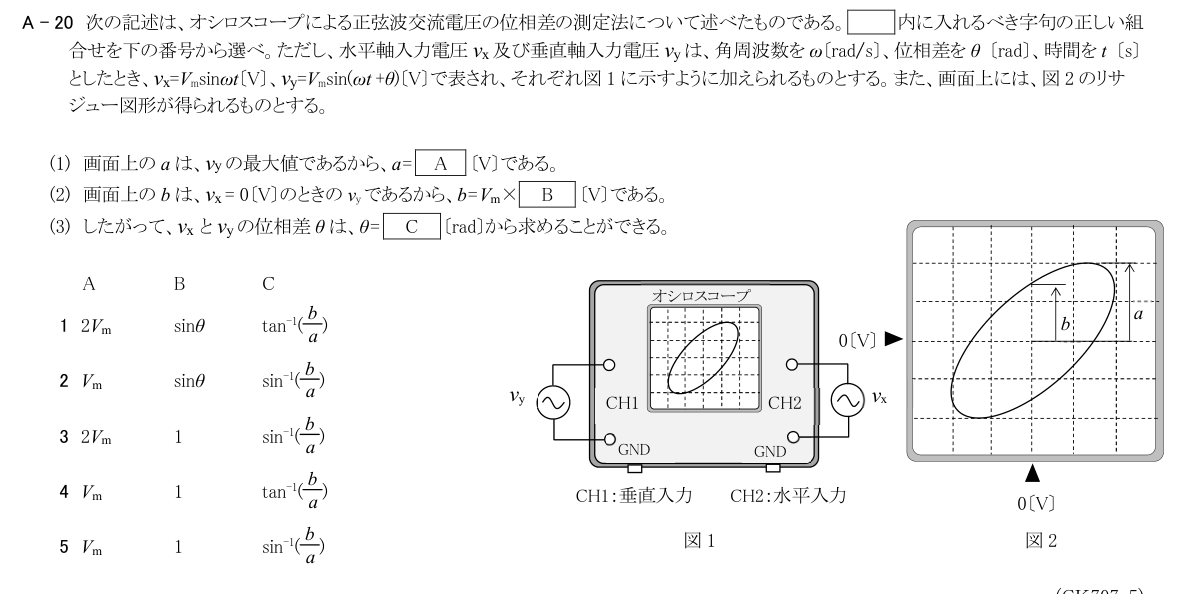 A－20 次の記述は、オシロスコープによる正弦波交流電圧の位相差の測定法について述べたものである。　　内に入れるべき字句の正しい組
合せを下の番号から選べ。ただし、水平軸入力電圧 vx 及び垂直軸入力電圧 vy は、角周波数を ω〔rad/s〕、位相差を θ〔rad〕、時間を t〔s〕
としたとき、vx=Vmsinωt〔V〕、vy=Vmsin(ωt +θ)〔V〕で表され、それぞれ図 1 に示すように加えられるものとする。また、画面上には、図 2 のリサ
ジュー図形が得られるものとする。
(1) 画面上の a は、vyの最大値であるから、a= A 〔V〕である。
(2) 画面上の b は、vx = 0〔V〕のときの vy であるから、b=Vm× B 〔V〕である。
(3) したがって、vx と vyの位相差 θ は、θ= C 〔rad〕から求めることができる。
A B C
1 2Vm sinθ tan⁻¹(b/a)
2 Vm sinθ sin⁻¹(b/a)
3 2Vm 1 sin⁻¹(b/a)
4 Vm 1 tan⁻¹(b/a)
5 Vm 1 sin⁻¹(b/a)
オシロスコープ
vy
CH1
CH2
vx
GND
GND
CH1：垂直入力 CH2：水平入力
図 1
0〔V〕
b
a
0〔V〕
図 2